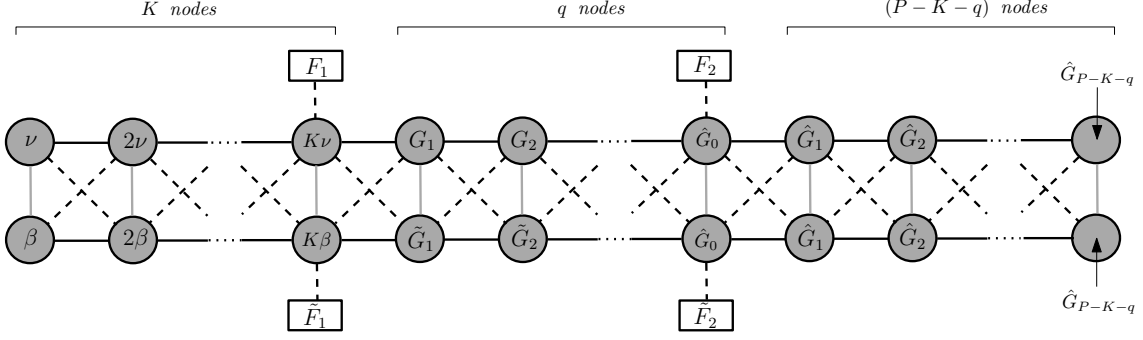 K nodes q nodes (P − K − q) nodes
F₁ F₂ Ĝ_{P−K−q}
ν 2ν Kν G₁ G₂ Ĝ₀ Ĝ₁ Ĝ₂
β 2β Kβ G̃₁ G̃₂ Ĝ₀ Ĝ₁ Ĝ₂
F̃₁ F̃₂ Ĝ_{P−K−q}